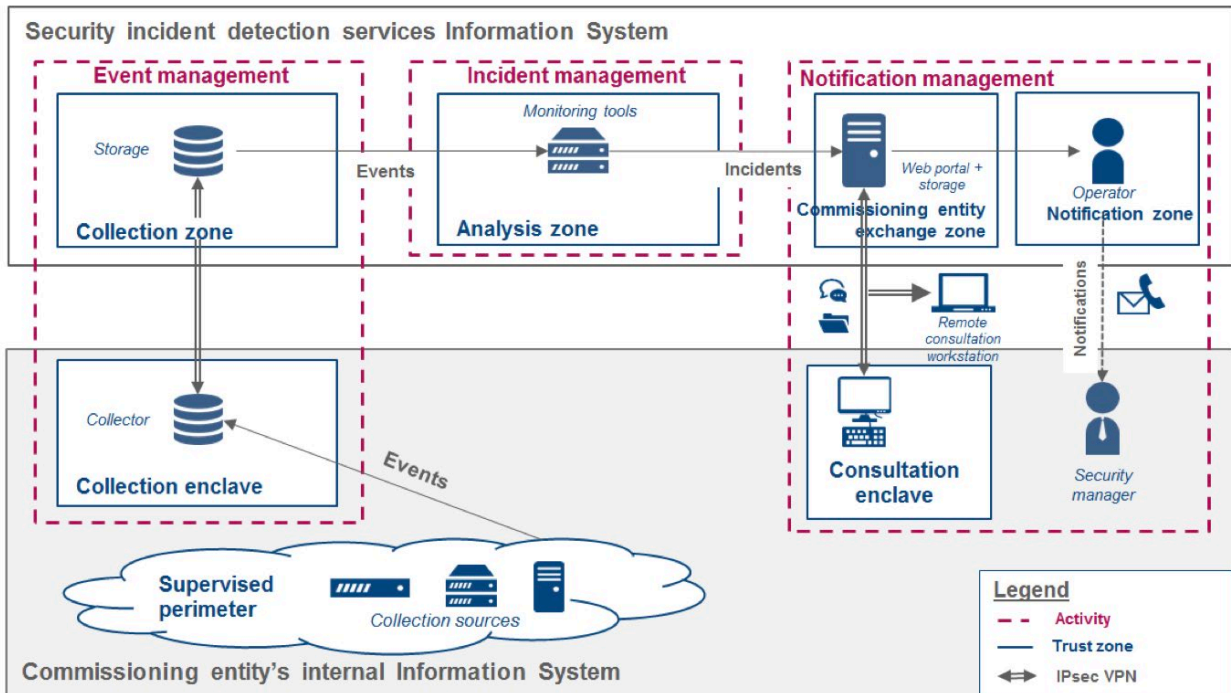 Security incident detection services Information System
Event management
Incident management
Notification management
Storage
Collection zone
Events
Monitoring tools
Analysis zone
Incidents
Web portal +
storage
Commissioning entity
exchange zone
Operator
Notification zone
Notifications
Remote
consultation
workstation
Collector
Collection enclave
Events
Consultation
enclave
Security
manager
Supervised
perimeter
Collection sources
Commissioning entity's internal Information System
Legend
Activity
Trust zone
IPsec VPN